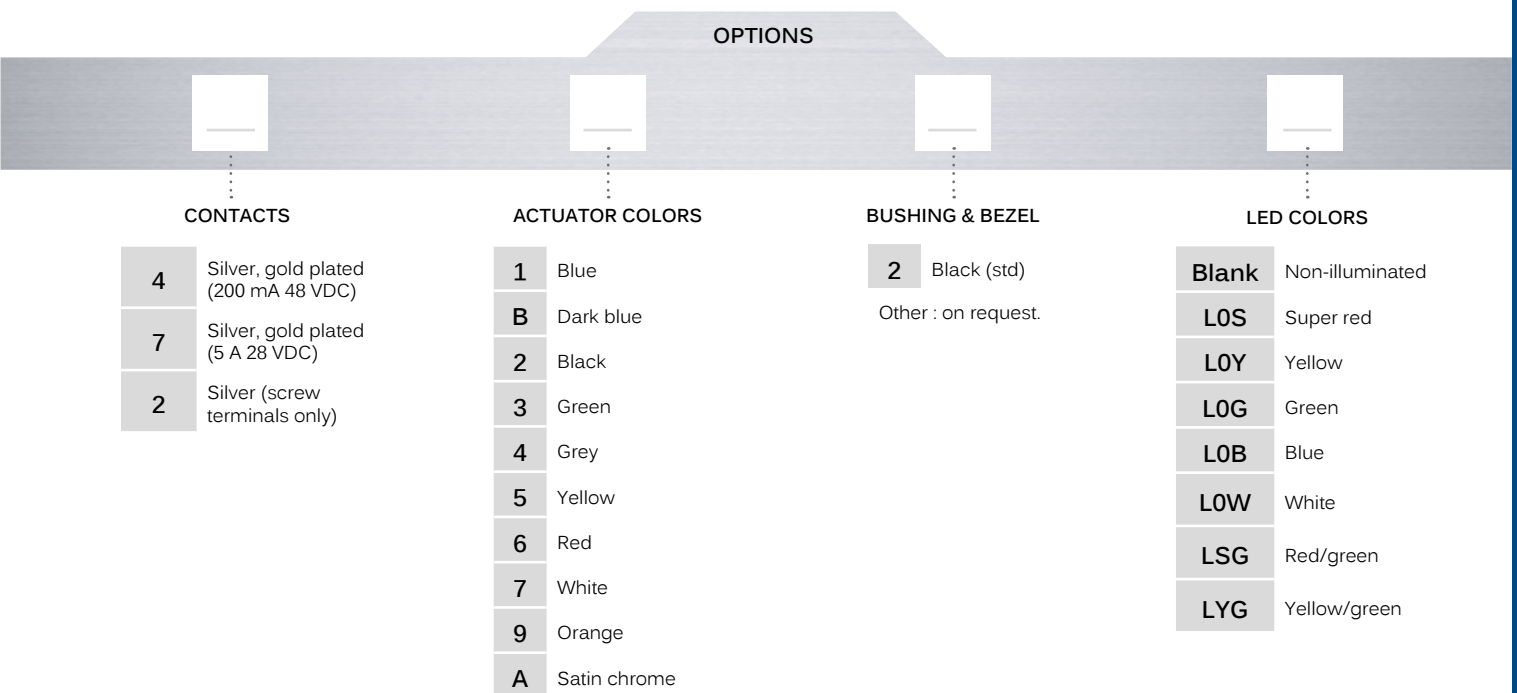 OPTIONS
CONTACTS
4 Silver, gold plated
(200 mA 48 VDC)
7 Silver, gold plated
(5 A 28 VDC)
2 Silver (screw
terminals only)
ACTUATOR COLORS
1 Blue
B Dark blue
2 Black
3 Green
4 Grey
5 Yellow
6 Red
7 White
9 Orange
A Satin chrome
BUSHING & BEZEL
2 Black (std)
Other : on request.
LED COLORS
Blank Non-illuminated
L0S Super red
L0Y Yellow
L0G Green
L0B Blue
L0W White
LSG Red/green
LYG Yellow/green